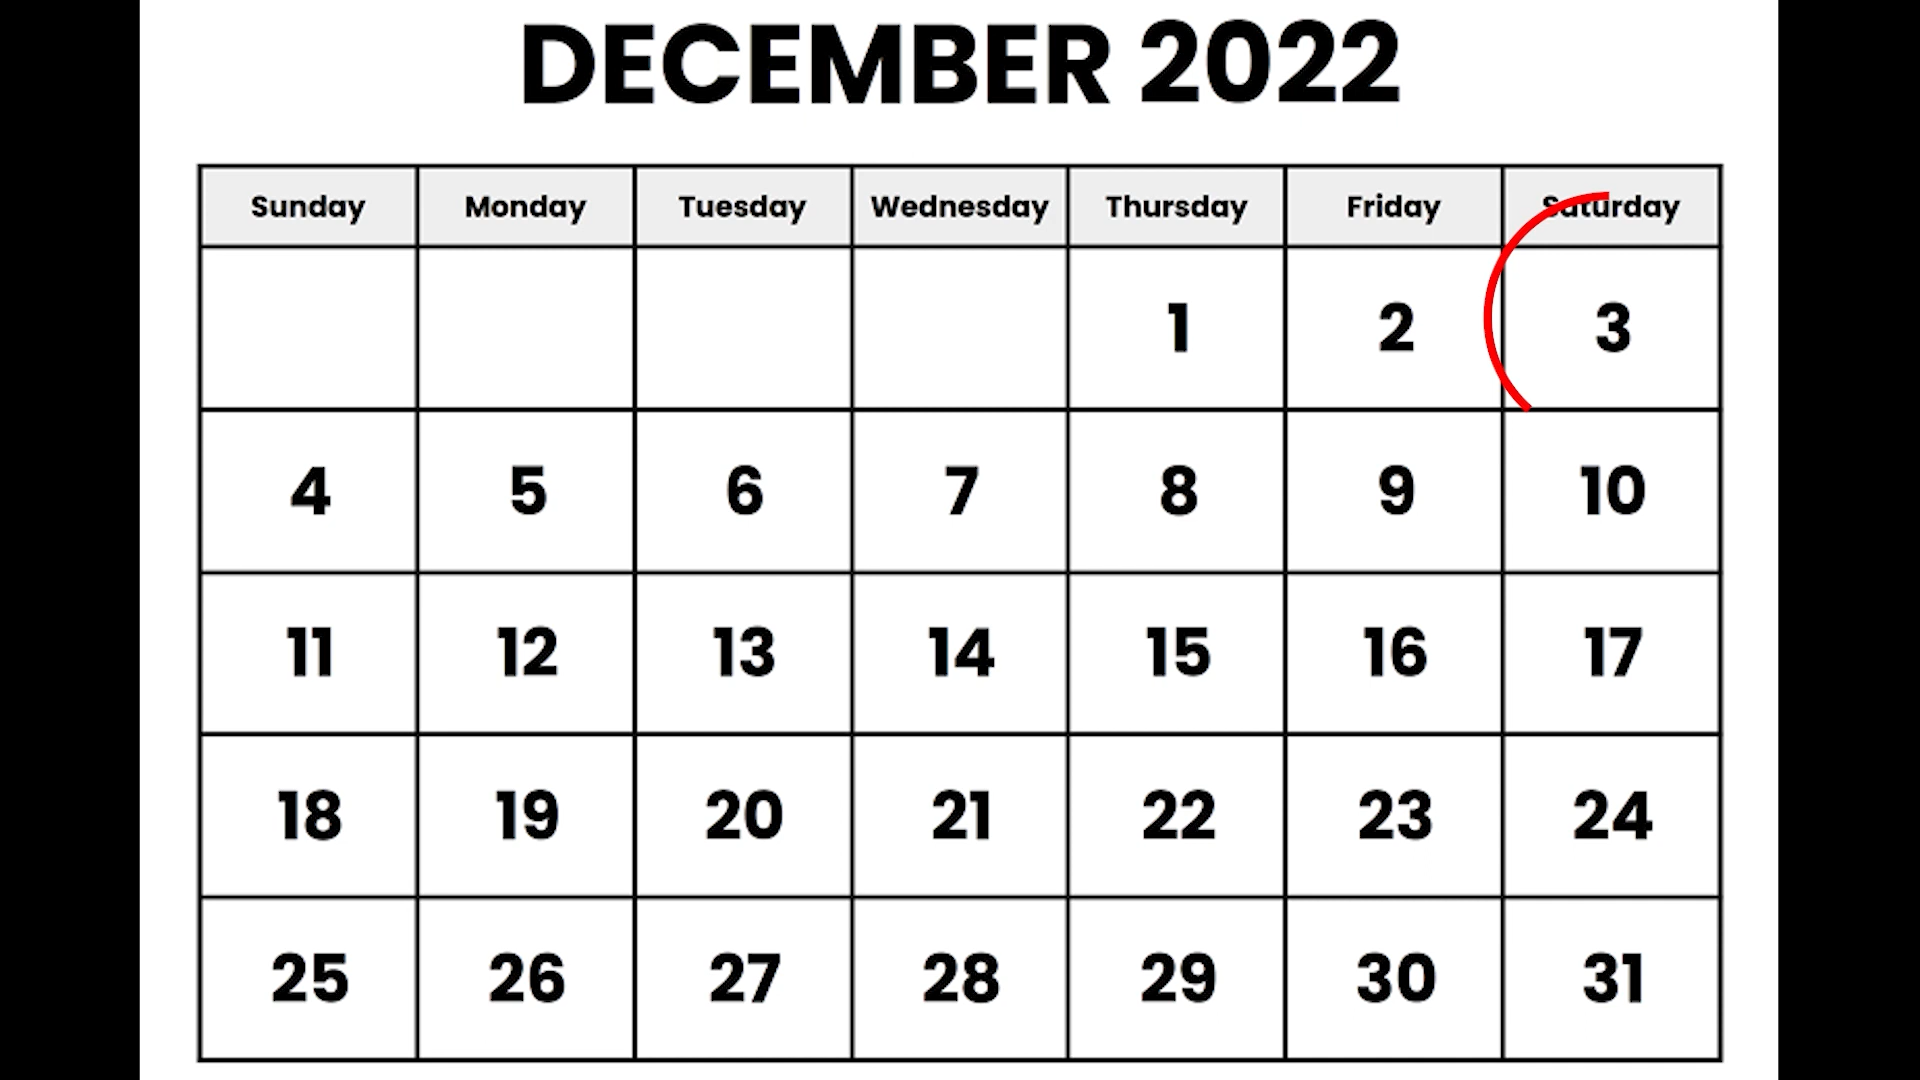 DECEMBER 2022
Sunday Monday Tuesday Wednesday Thursday Friday Saturday
1 2 3
4 5 6 7 8 9 10
11 12 13 14 15 16 17
18 19 20 21 22 23 24
25 26 27 28 29 30 31